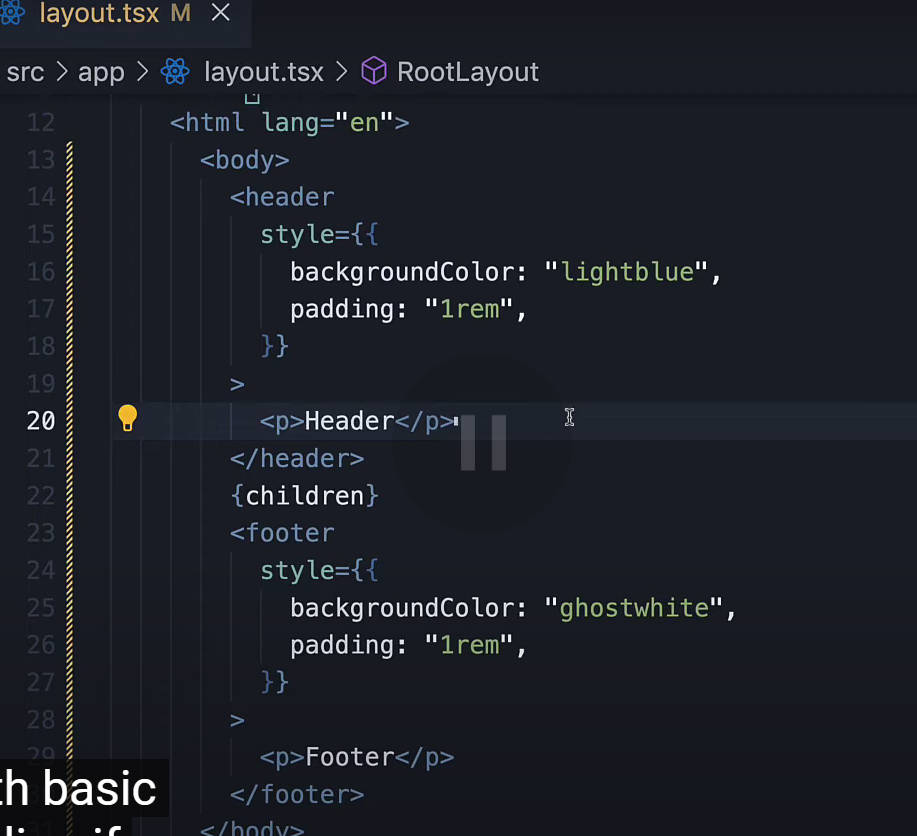 layout.tsx M
src > app > layout.tsx > RootLayout
12 <html lang="en">
13 <body>
14 <header
15 style={{
16 backgroundColor: "lightblue",
17 padding: "1rem",
18 }}
19 >
20 <p>Header</p>
21 </header>
22 {children}
23 <footer
24 style={{
25 backgroundColor: "ghostwhite",
26 padding: "1rem",
27 }}
28 >
29 <p>Footer</p>
</footer>
31 </body>
th basic